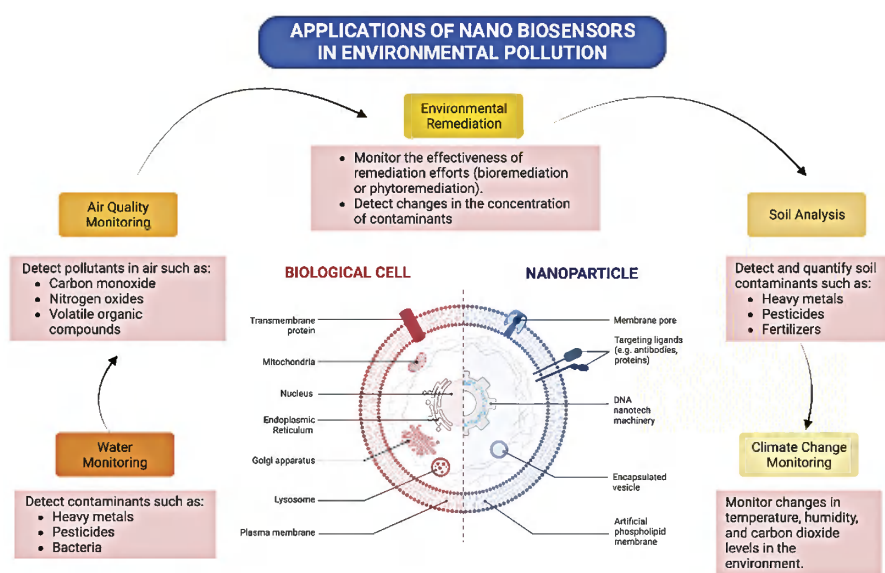 APPLICATIONS OF NANO BIOSENSORS
IN ENVIRONMENTAL POLLUTION
Environmental
Remediation
• Monitor the effectiveness of
remediation efforts (bioremediation
or phytoremediation).
• Detect changes in the concentration
of contaminants
Air Quality
Monitoring
Detect pollutants in air such as:
• Carbon monoxide
• Nitrogen oxides
• Volatile organic
compounds
Water
Monitoring
Detect contaminants such as:
• Heavy metals
• Pesticides
• Bacteria
BIOLOGICAL CELL
Transmembrane
protein
Mitochondria
Nucleus
Endoplasmic
Reticulum
Golgi apparatus
Lysosome
Plasma membrane
NANOPARTICLE
Membrane pore
Targeting ligands
(e.g. antibodies,
proteins)
DNA
nanotech
machinery
Encapsulated
vesicle
Artificial
phospholipid
membrane
Soil Analysis
Detect and quantify soil
contaminants such as:
• Heavy metals
• Pesticides
• Fertilizers
Climate Change
Monitoring
Monitor changes in
temperature, humidity,
and carbon dioxide
levels in the
environment.